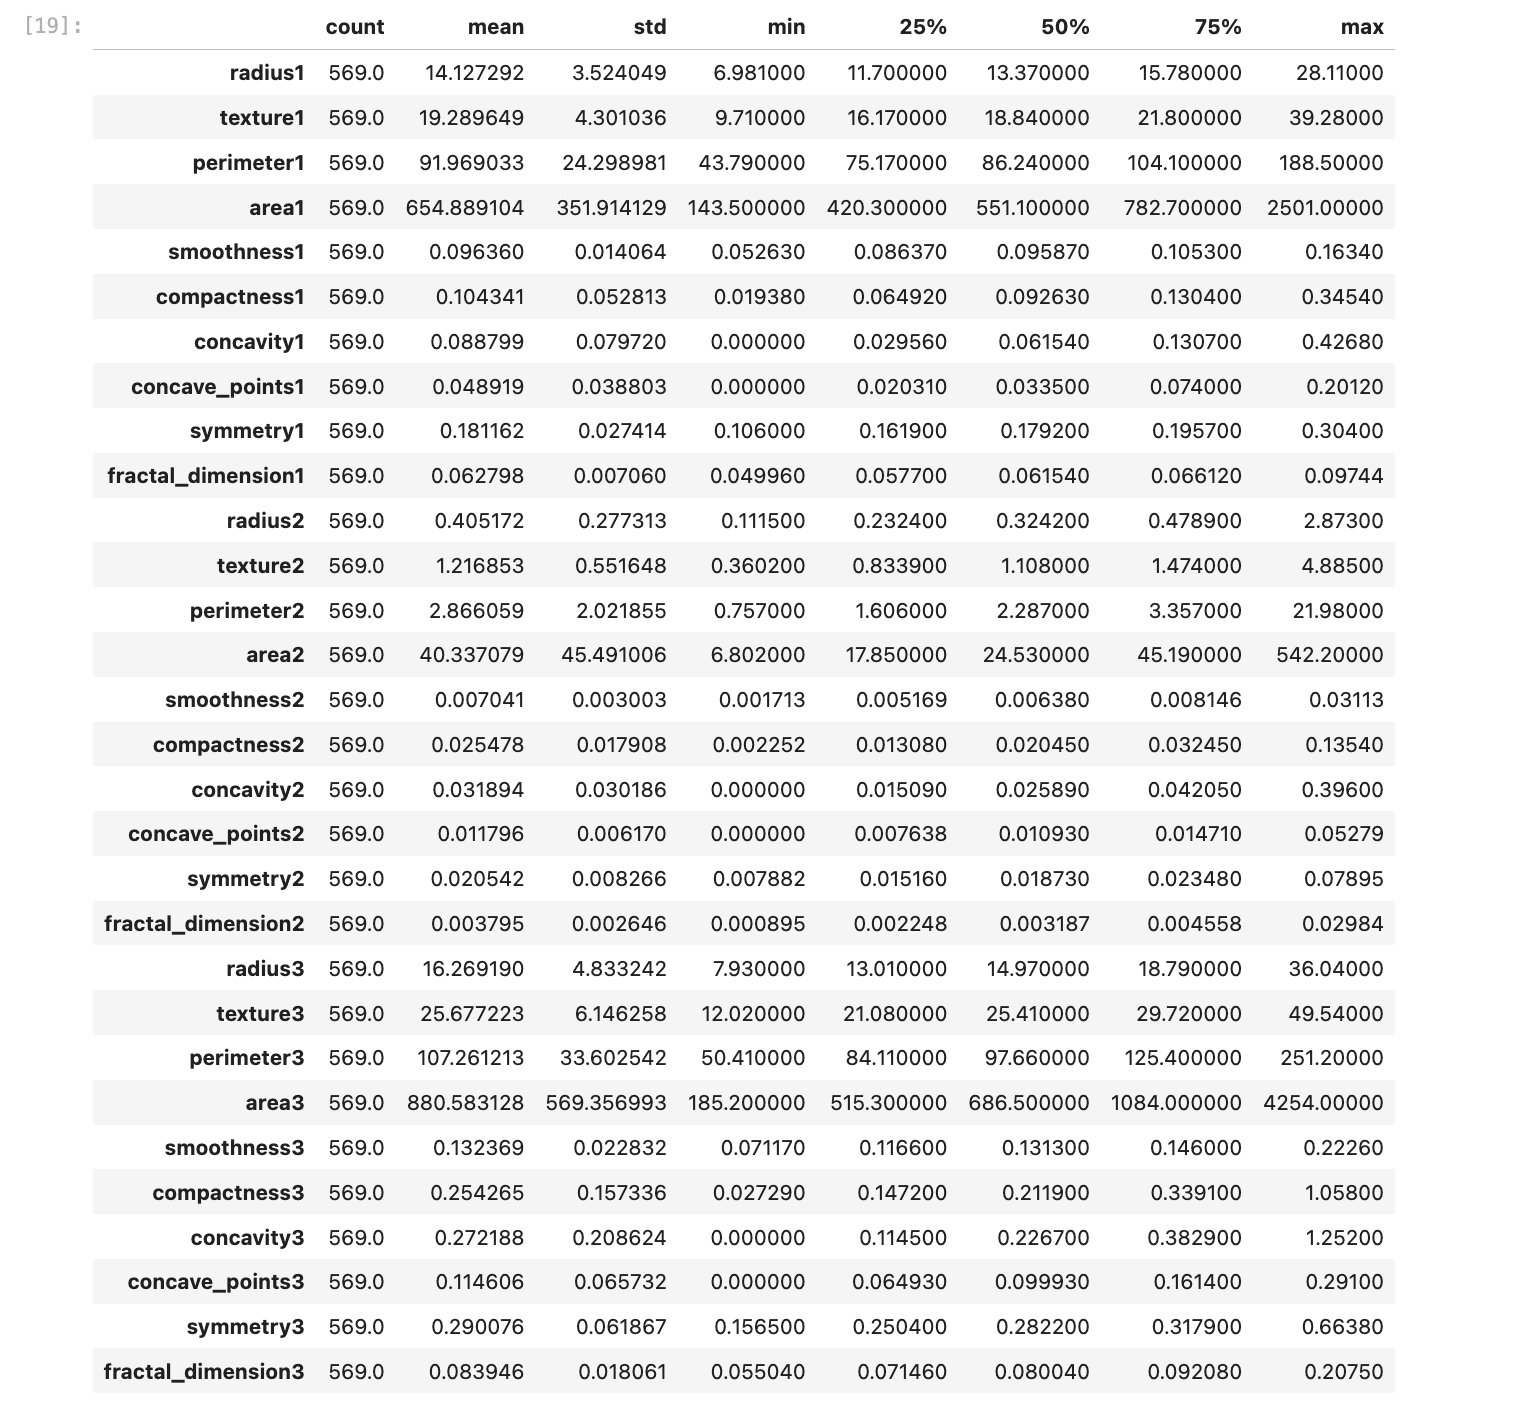 [19]: count mean std min 25% 50% 75% max
radius1 569.0 14.127292 3.524049 6.981000 11.700000 13.370000 15.780000 28.11000
texture1 569.0 19.289649 4.301036 9.710000 16.170000 18.840000 21.800000 39.28000
perimeter1 569.0 91.969033 24.298981 43.790000 75.170000 86.240000 104.100000 188.50000
area1 569.0 654.889104 351.914129 143.500000 420.300000 551.100000 782.700000 2501.00000
smoothness1 569.0 0.096360 0.014064 0.052630 0.086370 0.095870 0.105300 0.16340
compactness1 569.0 0.104341 0.052813 0.019380 0.064920 0.092630 0.130400 0.34540
concavity1 569.0 0.088799 0.079720 0.000000 0.029560 0.061540 0.130700 0.42680
concave_points1 569.0 0.048919 0.038803 0.000000 0.020310 0.033500 0.074000 0.20120
symmetry1 569.0 0.181162 0.027414 0.106000 0.161900 0.179200 0.195700 0.30400
fractal_dimension1 569.0 0.062798 0.007060 0.049960 0.057700 0.061540 0.066120 0.09744
radius2 569.0 0.405172 0.277313 0.111500 0.232400 0.324200 0.478900 2.87300
texture2 569.0 1.216853 0.551648 0.360200 0.833900 1.108000 1.474000 4.88500
perimeter2 569.0 2.866059 2.021855 0.757000 1.606000 2.287000 3.357000 21.98000
area2 569.0 40.337079 45.491006 6.802000 17.850000 24.530000 45.190000 542.20000
smoothness2 569.0 0.007041 0.003003 0.001713 0.005169 0.006380 0.008146 0.03113
compactness2 569.0 0.025478 0.017908 0.002252 0.013080 0.020450 0.032450 0.13540
concavity2 569.0 0.031894 0.030186 0.000000 0.015090 0.025890 0.042050 0.39600
concave_points2 569.0 0.011796 0.006170 0.000000 0.007638 0.010930 0.014710 0.05279
symmetry2 569.0 0.020542 0.008266 0.007882 0.015160 0.018730 0.023480 0.07895
fractal_dimension2 569.0 0.003795 0.002646 0.000895 0.002248 0.003187 0.004558 0.02984
radius3 569.0 16.269190 4.833242 7.930000 13.010000 14.970000 18.790000 36.04000
texture3 569.0 25.677223 6.146258 12.020000 21.080000 25.410000 29.720000 49.54000
perimeter3 569.0 107.261213 33.602542 50.410000 84.110000 97.660000 125.400000 251.20000
area3 569.0 880.583128 569.356993 185.200000 515.300000 686.500000 1084.000000 4254.00000
smoothness3 569.0 0.132369 0.022832 0.071170 0.116600 0.131300 0.146000 0.22260
compactness3 569.0 0.254265 0.157336 0.027290 0.147200 0.211900 0.339100 1.05800
concavity3 569.0 0.272188 0.208624 0.000000 0.114500 0.226700 0.382900 1.25200
concave_points3 569.0 0.114606 0.065732 0.000000 0.064930 0.099930 0.161400 0.29100
symmetry3 569.0 0.290076 0.061867 0.156500 0.250400 0.282200 0.317900 0.66380
fractal_dimension3 569.0 0.083946 0.018061 0.055040 0.071460 0.080040 0.092080 0.20750